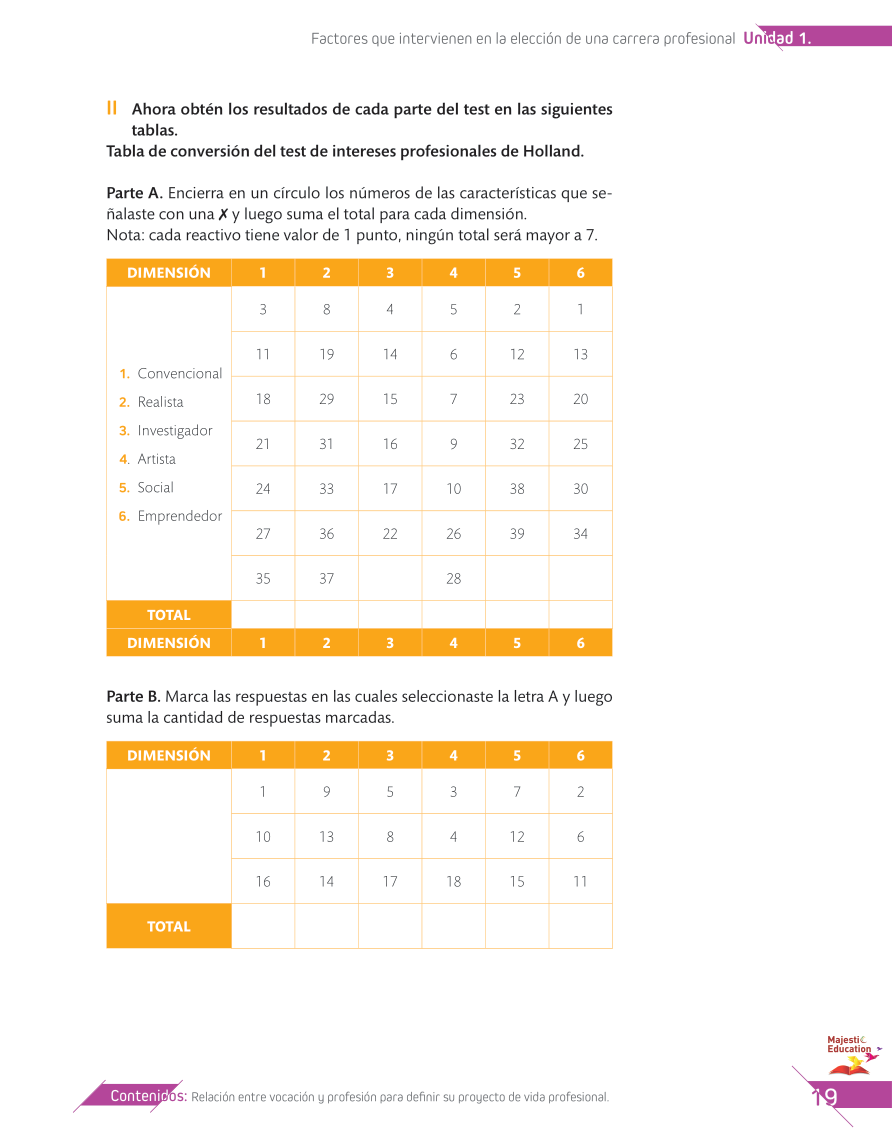 Factores que intervienen en la elección de una carrera profesional Unidad 1.
II Ahora obtén los resultados de cada parte del test en las siguientes
tablas.
Tabla de conversión del test de intereses profesionales de Holland.
Parte A. Encierra en un círculo los números de las características que se-
ñalaste con una ✗ y luego suma el total para cada dimensión.
Nota: cada reactivo tiene valor de 1 punto, ningún total será mayor a 7.
DIMENSIÓN 1 2 3 4 5 6
1. Convencional
2. Realista
3. Investigador
4. Artista
5. Social
6. Emprendedor
3 8 4 5 2 1
11 19 14 6 12 13
18 29 15 7 23 20
21 31 16 9 32 25
24 33 17 10 38 30
27 36 22 26 39 34
35 37 28
TOTAL
DIMENSIÓN 1 2 3 4 5 6
Parte B. Marca las respuestas en las cuales seleccionaste la letra A y luego
suma la cantidad de respuestas marcadas.
DIMENSIÓN 1 2 3 4 5 6
1 9 5 3 7 2
10 13 8 4 12 6
16 14 17 18 15 11
TOTAL
Majestic
Education
Contenidos: Relación entre vocación y profesión para definir su proyecto de vida profesional.
19